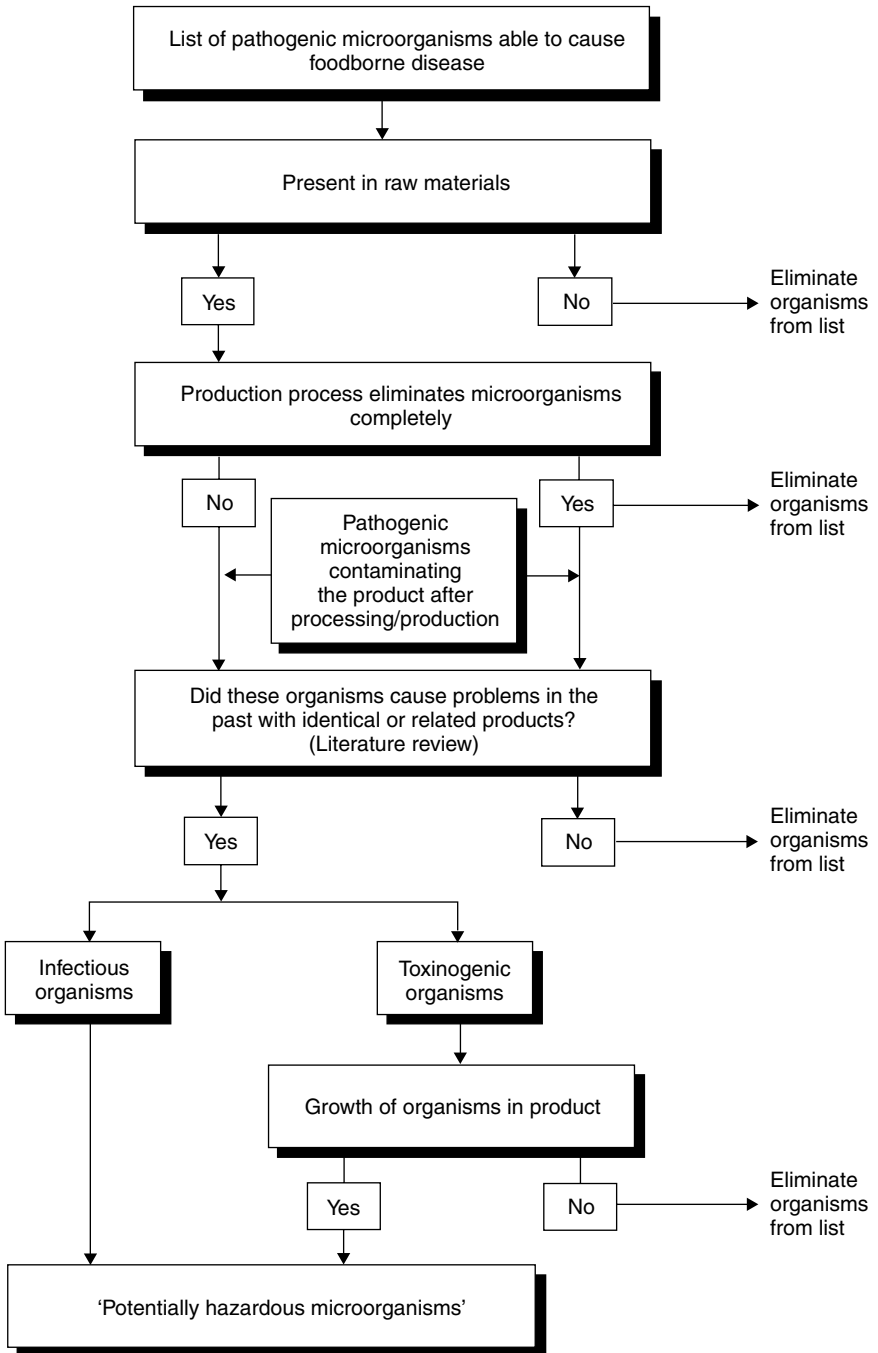 List of pathogenic microorganisms able to cause
foodborne disease
Present in raw materials
Yes
No
Eliminate
organisms
from list
Production process eliminates microorganisms
completely
No
Yes
Eliminate
organisms
from list
Pathogenic
microorganisms
contaminating
the product after
processing/production
Did these organisms cause problems in the
past with identical or related products?
(Literature review)
Yes
No
Eliminate
organisms
from list
Infectious
organisms
Toxinogenic
organisms
Growth of organisms in product
Yes
No
Eliminate
organisms
from list
‘Potentially hazardous microorganisms’